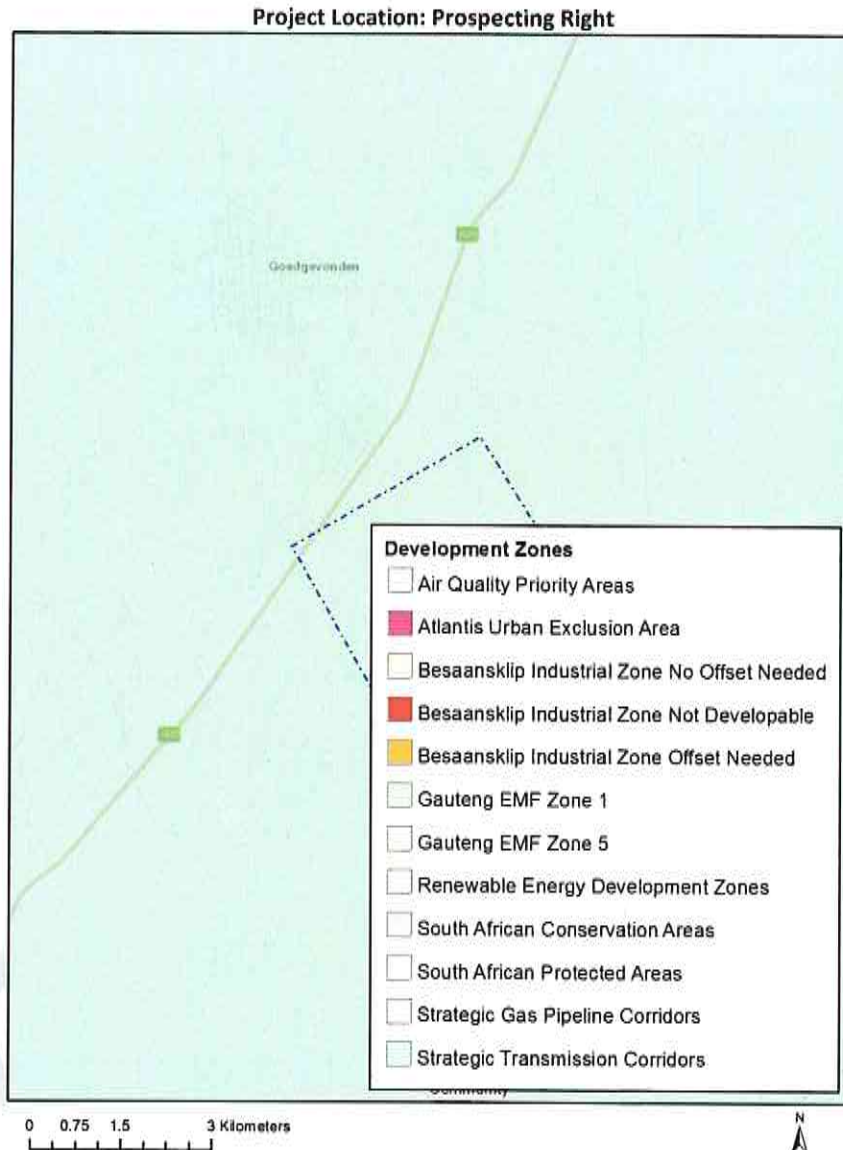 Project Location: Prospecting Right
Goedgevonden
Development Zones
Air Quality Priority Areas
Atlantis Urban Exclusion Area
Besaansklip Industrial Zone No Offset Needed
Besaansklip Industrial Zone Not Developable
Besaansklip Industrial Zone Offset Needed
Gauteng EMF Zone 1
Gauteng EMF Zone 5
Renewable Energy Development Zones
South African Conservation Areas
South African Protected Areas
Strategic Gas Pipeline Corridors
Strategic Transmission Corridors
Community
0 0.75 1.5 3 Kilometers
N